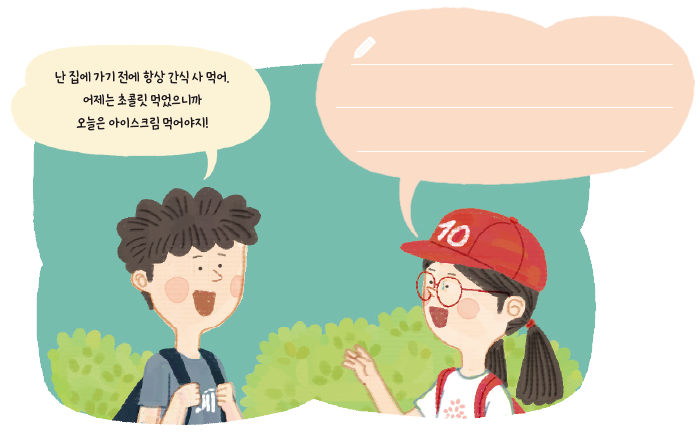 난 집에 가기 전에 항상 간식 사 먹어.
어제는 초콜릿 먹었으니까
오늘은 아이스크림 먹어야지!
10